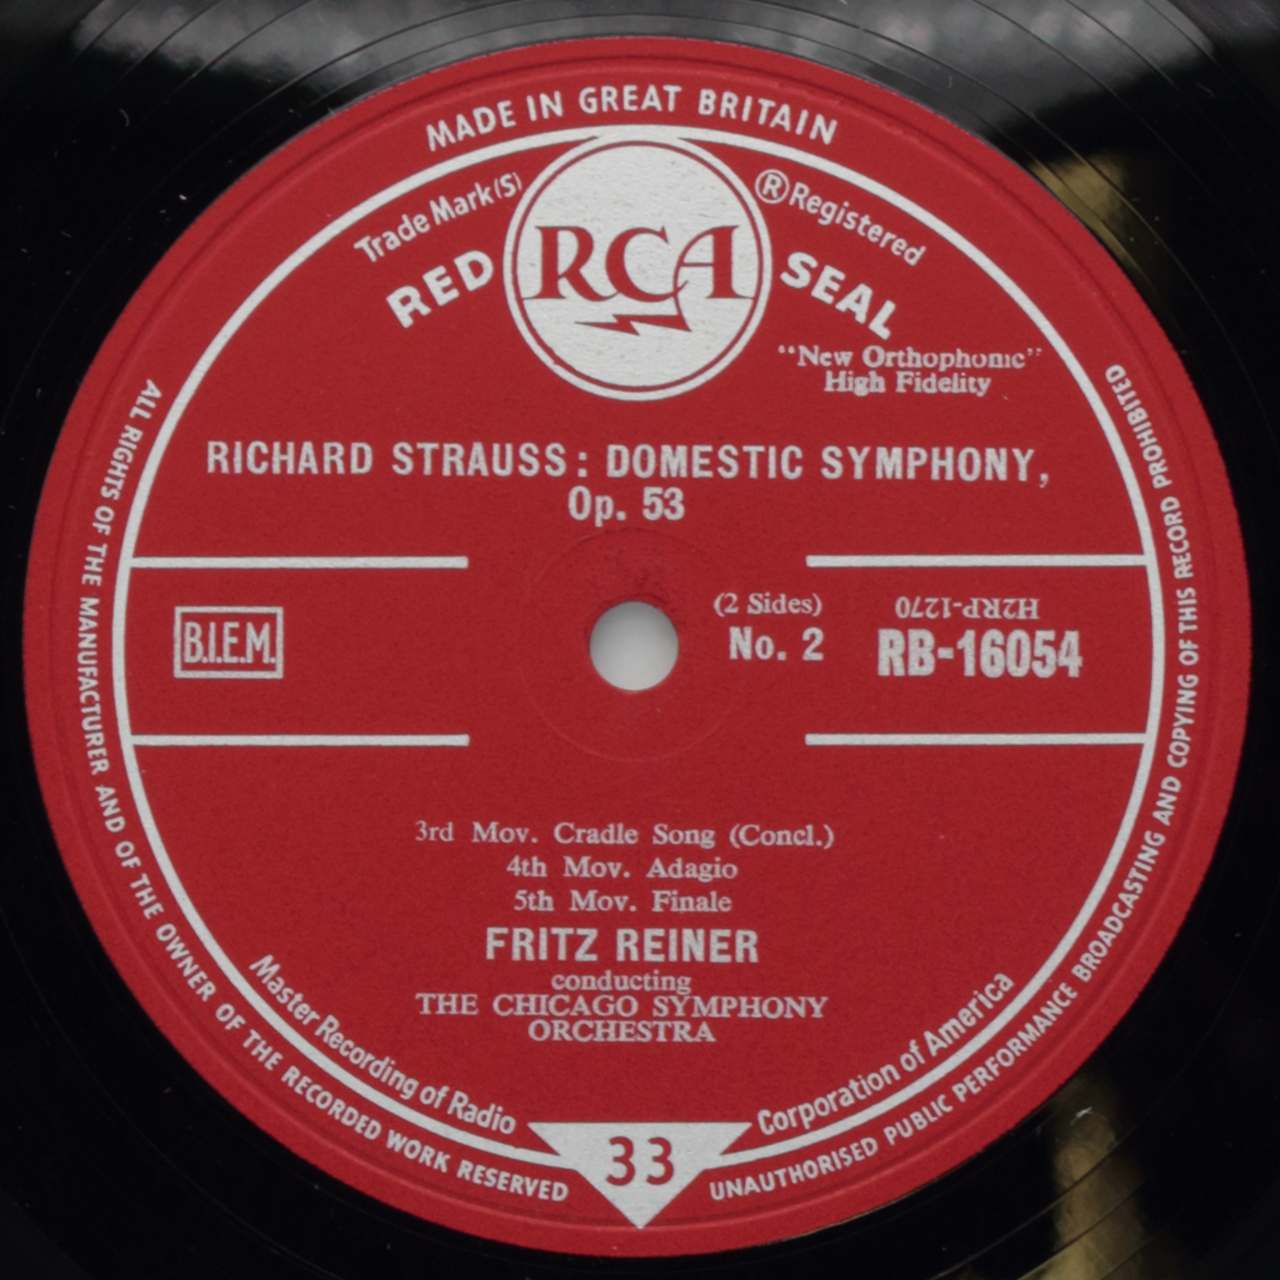 MADE IN GREAT BRITAIN
Trade Mark(S)
® Registered
RED
RCA
SEAL
"New Orthophonic"
High Fidelity
RICHARD STRAUSS: DOMESTIC SYMPHONY,
Op. 53
B.I.E.M.
(2 Sides)
No. 2
H2RP-1270
RB-16054
3rd Mov. Cradle Song (Concl.)
4th Mov. Adagio
5th Mov. Finale
FRITZ REINER
conducting
THE CHICAGO SYMPHONY
ORCHESTRA
Master Recording of Radio
Corporation of America
33
ALL RIGHTS OF THE MANUFACTURER AND OF THE OWNER OF THE RECORDED WORK RESERVED
UNAUTHORISED PUBLIC PERFORMANCE BROADCASTING AND COPYING OF THIS RECORD PROHIBITED